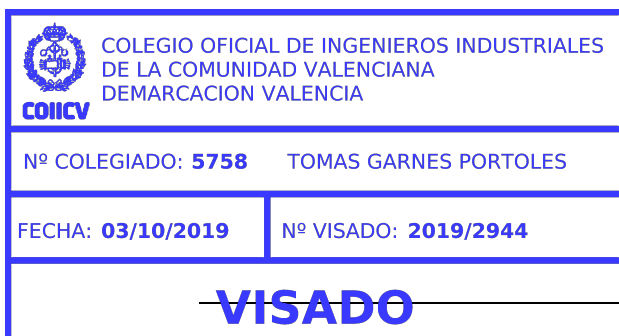 COLEGIO OFICIAL DE INGENIEROS INDUSTRIALES
DE LA COMUNIDAD VALENCIANA
DEMARCACION VALENCIA
COIICV
Nº COLEGIADO: 5758 TOMAS GARNES PORTOLES
FECHA: 03/10/2019 Nº VISADO: 2019/2944
VISADO